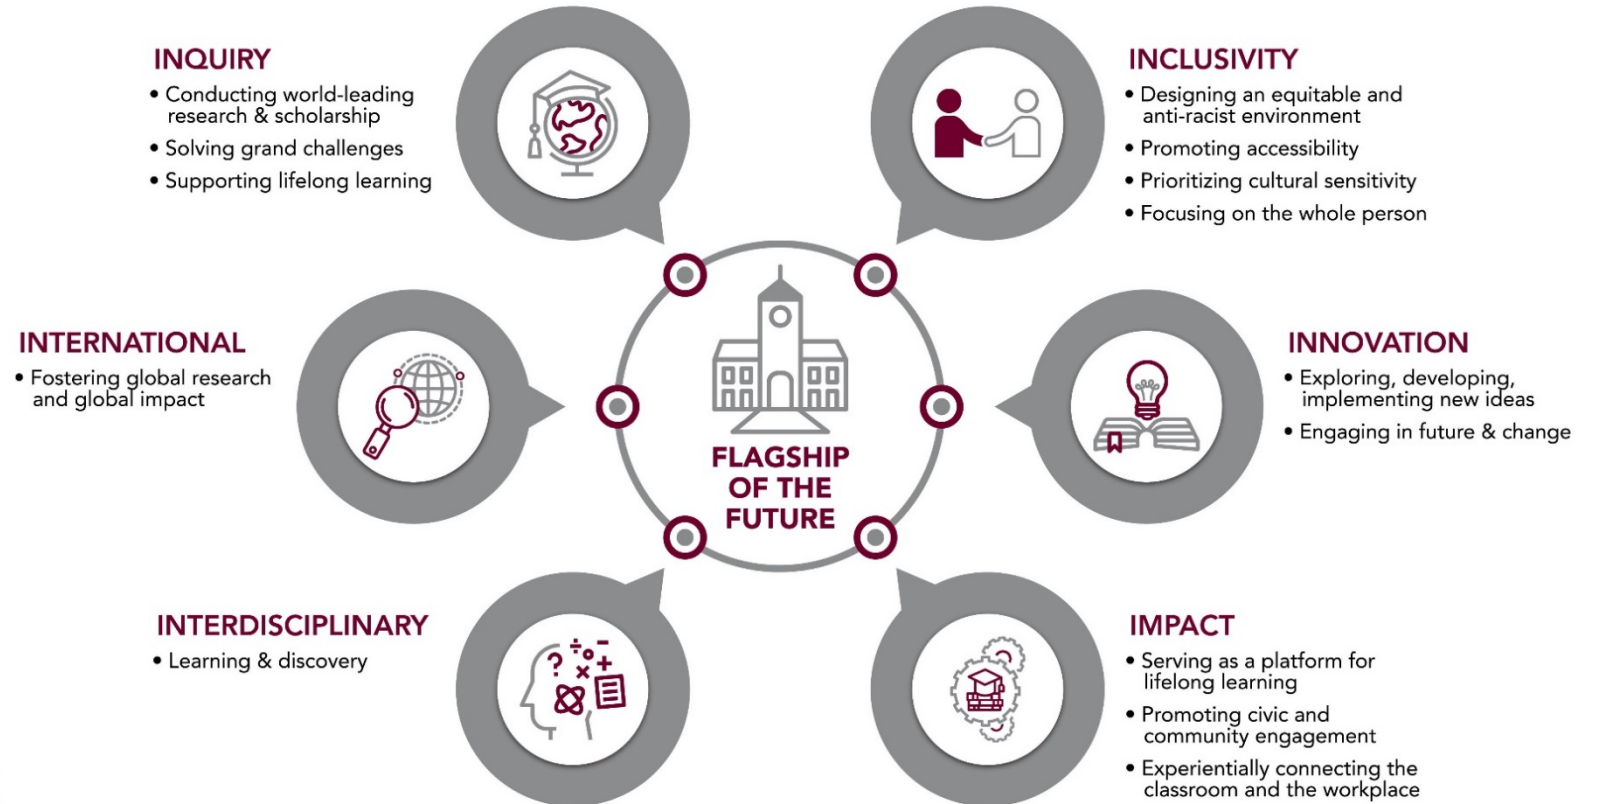 INQUIRY
• Conducting world-leading
research & scholarship
• Solving grand challenges
• Supporting lifelong learning
INCLUSIVITY
• Designing an equitable and
anti-racist environment
• Promoting accessibility
• Prioritizing cultural sensitivity
• Focusing on the whole person
INTERNATIONAL
• Fostering global research
and global impact
FLAGSHIP
OF THE
FUTURE
INNOVATION
• Exploring, developing,
implementing new ideas
• Engaging in future & change
INTERDISCIPLINARY
• Learning & discovery
IMPACT
• Serving as a platform for
lifelong learning
• Promoting civic and
community engagement
• Experientially connecting the
classroom and the workplace